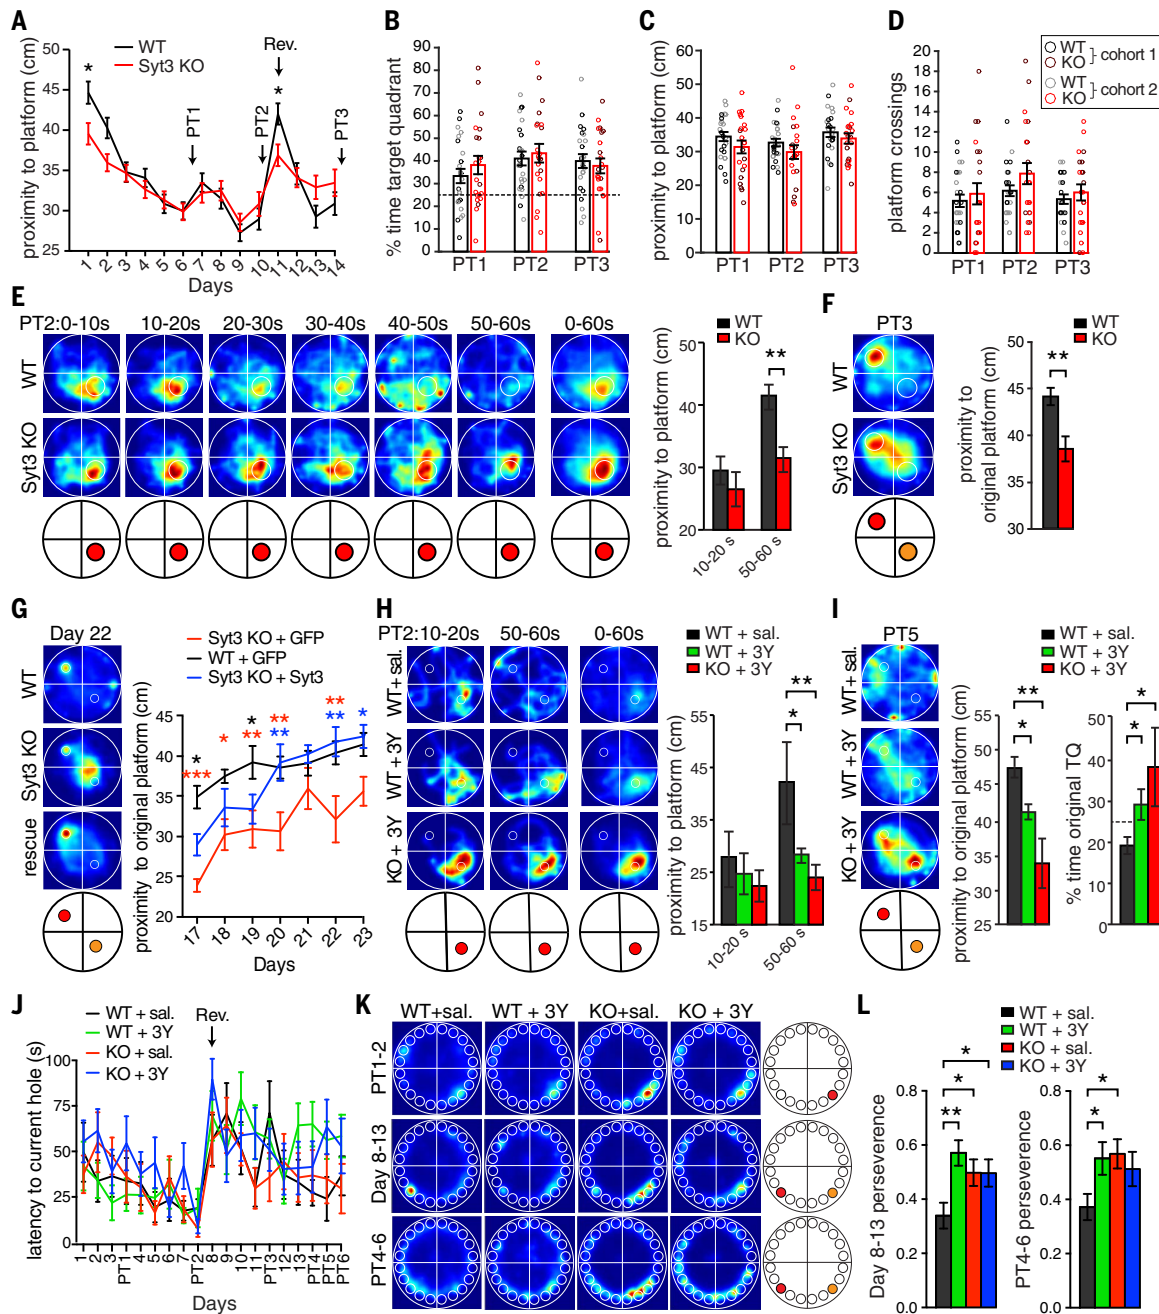 A
WT
Syt3 KO
Rev.
*
*
PT1
PT2
PT3
proximity to platform (cm)
45
40
35
30
25
1 2 3 4 5 6 7 8 9 10 11 12 13 14
Days
B
% time target quadrant
90
80
70
60
50
40
30
20
10
0
PT1 PT2 PT3
C
proximity to platform (cm)
60
50
40
30
20
10
0
PT1 PT2 PT3
D
WT
KO
} cohort 1
WT
KO
} cohort 2
platform crossings
20
18
16
14
12
10
8
6
4
2
0
PT1 PT2 PT3
E
PT2:0-10s 10-20s 20-30s 30-40s 40-50s 50-60s 0-60s
WT
Syt3 KO
WT
KO
**
proximity to platform (cm)
50
40
30
20
10-20 s
50-60 s
F
PT3
WT
Syt3 KO
WT
KO
**
proximity to
original platform (cm)
50
45
40
35
30
G
Day 22
WT
Syt3 KO
rescue
Syt3 KO + GFP
WT + GFP
Syt3 KO + Syt3
proximity to original platform (cm)
45
40
35
30
25
20
*
***
*
*
**
**
**
**
**
*
17 18 19 20 21 22 23
Days
H
PT2:10-20s 50-60s 0-60s
WT+ sal.
WT + 3Y
KO + 3Y
WT + sal.
WT + 3Y
KO + 3Y
**
*
proximity to platform (cm)
55
45
35
25
15
10-20 s
50-60 s
I
PT5
WT+ sal.
WT + 3Y
KO + 3Y
WT + sal.
WT + 3Y
KO + 3Y
**
*
proximity to original platform (cm)
55
50
45
40
35
30
25
*
*
% time original TQ
50
40
30
20
10
0
J
WT + sal.
WT + 3Y
KO + sal.
KO + 3Y
Rev.
latency to current hole (s)
100
75
50
25
0
1 2 3 PT1 4 5 6 7 PT2 8 9 10 11 PT3 12 13 PT4 PT5 PT6
Days
K
WT+sal. WT + 3Y KO+sal. KO + 3Y
PT1-2
Day 8-13
PT4-6
L
WT + sal.
WT + 3Y
KO + sal.
KO + 3Y
*
*
**
Day 8-13 perseverence
0.8
0.6
0.4
0.2
0.0
*
*
PT4-6 perseverence
0.8
0.6
0.4
0.2
0.0